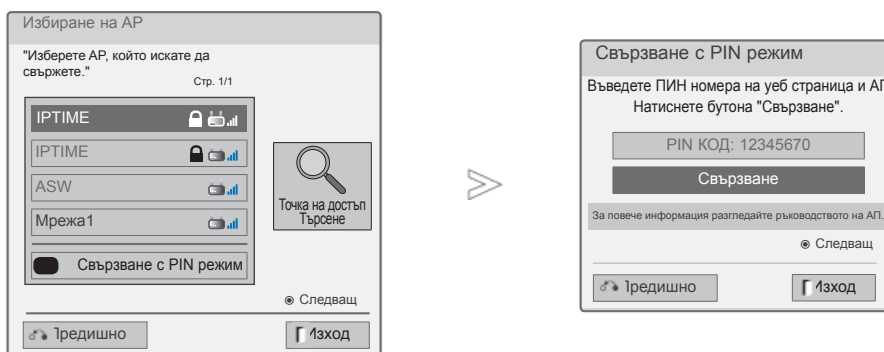 Избиране на AP
"Изберете AP, който искате да
свържете."
Стр. 1/1
IPTIME
IPTIME
ASW
Мрежа1
Свързване с PIN режим
Точка на достъп
Търсене
Следващ
Предишно
Изход
Свързване с PIN режим
Въведете ПИН номера на уеб страница и АП
Натиснете бутона "Свързване".
PIN КОД: 12345670
Свързване
За повече информация разгледайте ръководството на АП.
Следващ
Предишно
Изход